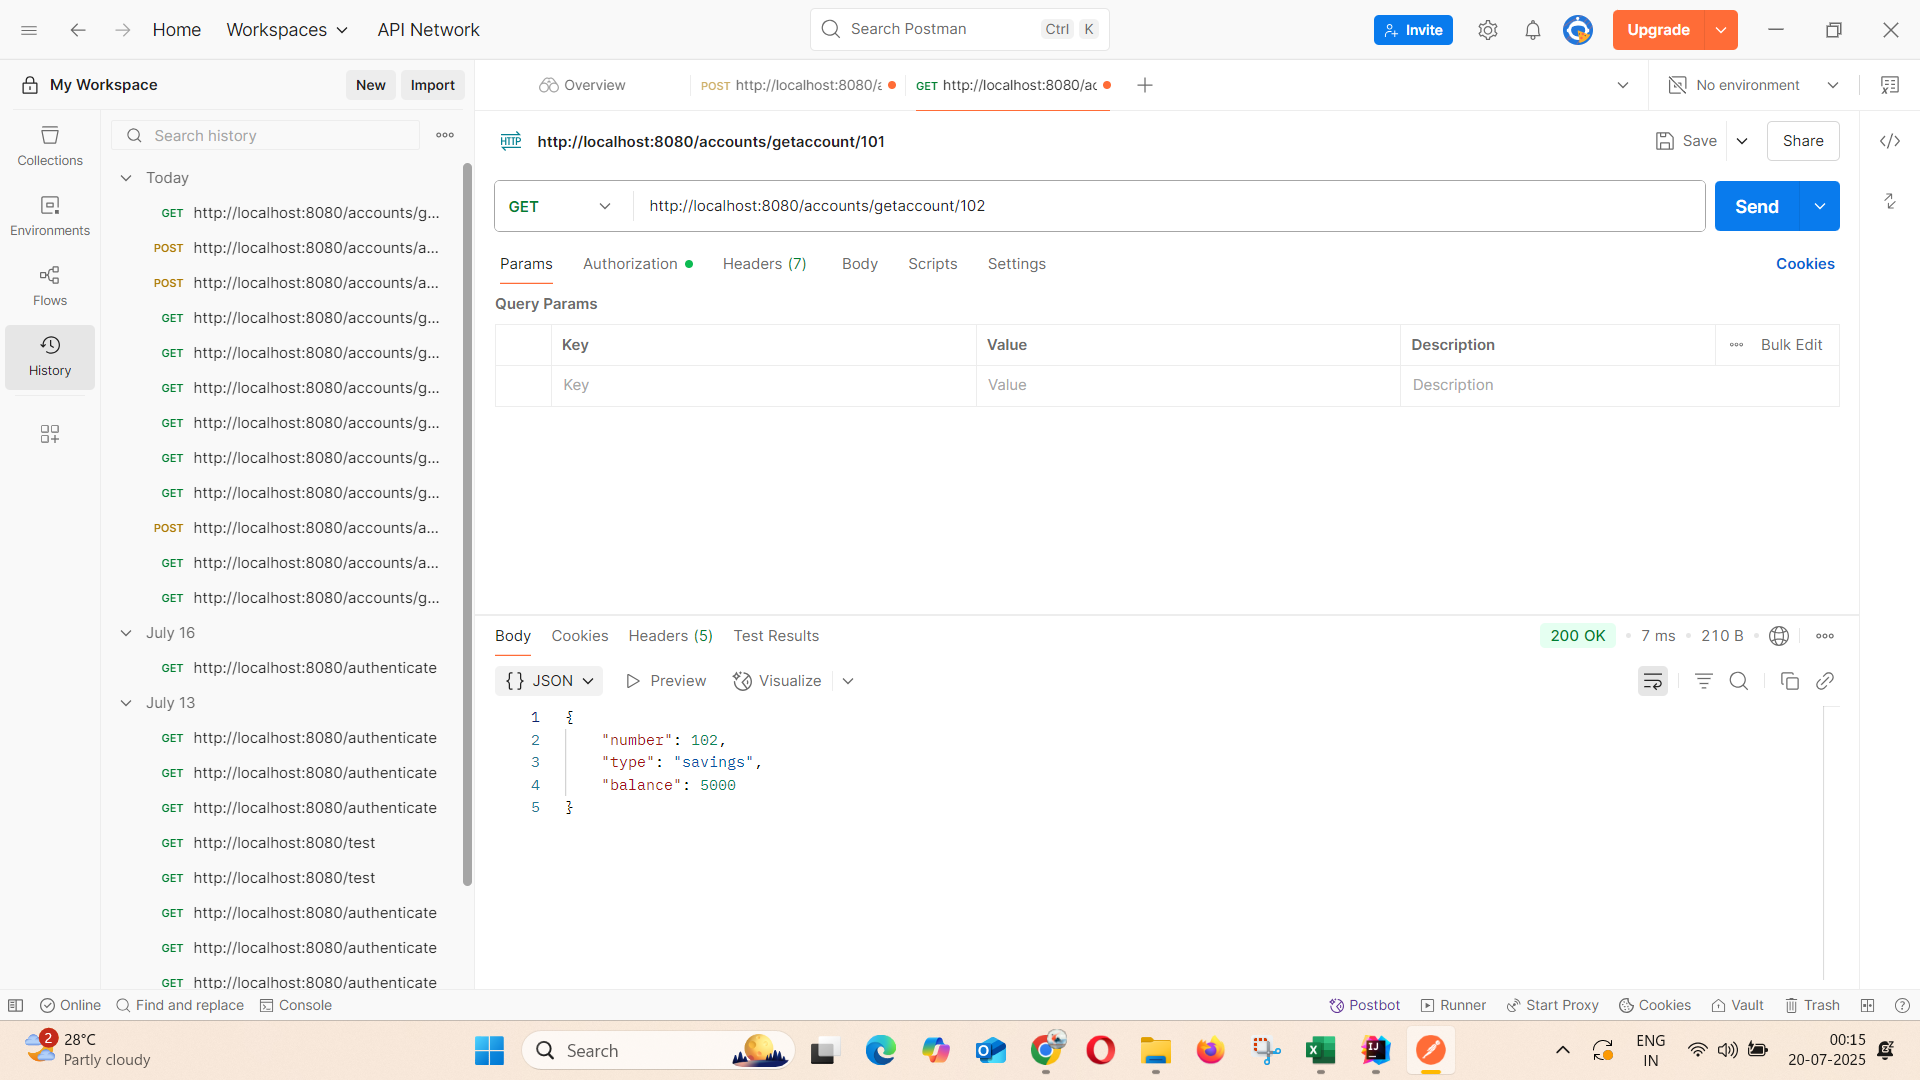 Home
Workspaces
API Network
Search Postman
Ctrl
K
Invite
Upgrade
My Workspace
New
Import
Overview
POST http://localhost:8080/a
GET http://localhost:8080/ac
No environment
Collections
Environments
Flows
History
Search history
Today
GET http://localhost:8080/accounts/g...
POST http://localhost:8080/accounts/a...
POST http://localhost:8080/accounts/a...
GET http://localhost:8080/accounts/g...
GET http://localhost:8080/accounts/g...
GET http://localhost:8080/accounts/g...
GET http://localhost:8080/accounts/g...
GET http://localhost:8080/accounts/g...
GET http://localhost:8080/accounts/g...
POST http://localhost:8080/accounts/a...
GET http://localhost:8080/accounts/a...
GET http://localhost:8080/accounts/g...
July 16
GET http://localhost:8080/authenticate
July 13
GET http://localhost:8080/authenticate
GET http://localhost:8080/authenticate
GET http://localhost:8080/authenticate
GET http://localhost:8080/test
GET http://localhost:8080/test
GET http://localhost:8080/authenticate
GET http://localhost:8080/authenticate
GET http://localhost:8080/authenticate
HTTP http://localhost:8080/accounts/getaccount/101
Save
Share
GET http://localhost:8080/accounts/getaccount/102
Send
Params
Authorization
Headers (7)
Body
Scripts
Settings
Cookies
Query Params
Key Value Description Bulk Edit
Key Value Description
Body
Cookies
Headers (5)
Test Results
200 OK
7 ms
210 B
{} JSON
Preview
Visualize
1 {
2 "number": 102,
3 "type": "savings",
4 "balance": 5000
5 }
Online
Find and replace
Console
Postbot
Runner
Start Proxy
Cookies
Vault
Trash
2
28°C
Partly cloudy
Search
ENG
IN
00:15
20-07-2025